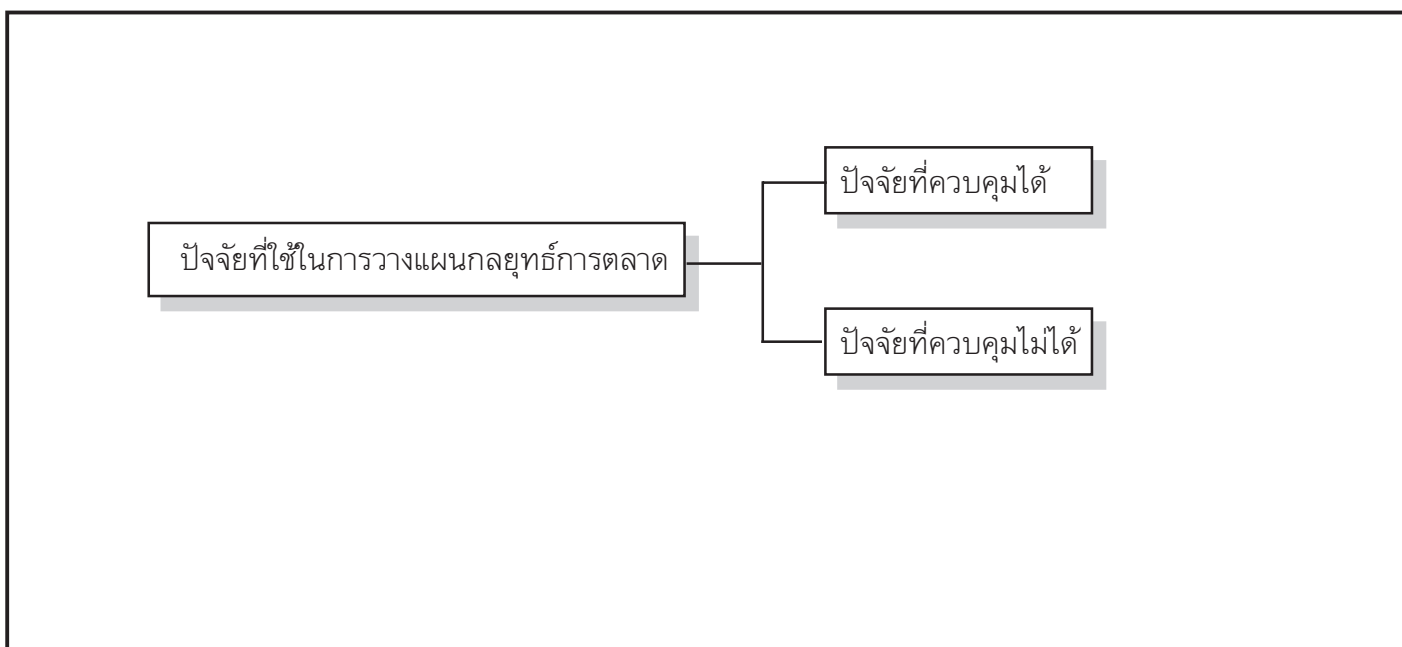 ปัจจัยที่ควบคุมได้
ปัจจัยที่ใช้ในการวางแผนกลยุทธ์การตลาด
ปัจจัยที่ควบคุมไม่ได้